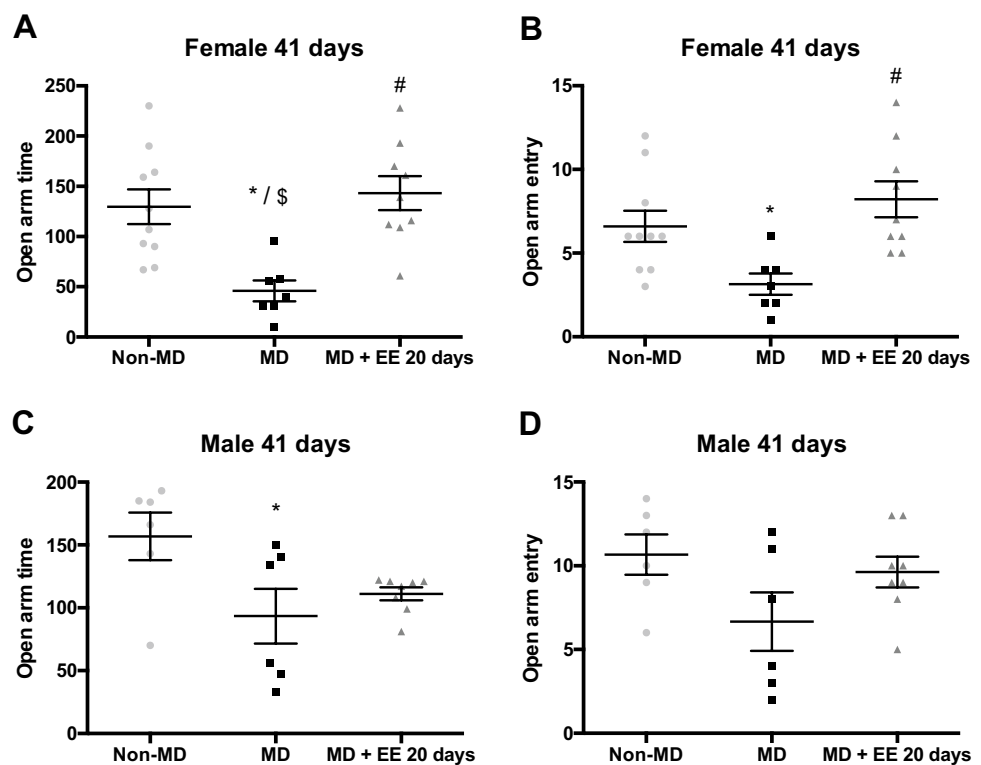 A
Female 41 days
Open arm time
250
200
150
100
50
0
* / $
#
Non-MD
MD
MD + EE 20 days
B
Female 41 days
Open arm entry
15
10
5
0
*
#
Non-MD
MD
MD + EE 20 days
C
Male 41 days
Open arm time
200
150
100
50
0
*
Non-MD
MD
MD + EE 20 days
D
Male 41 days
Open arm entry
15
10
5
0
Non-MD
MD
MD + EE 20 days